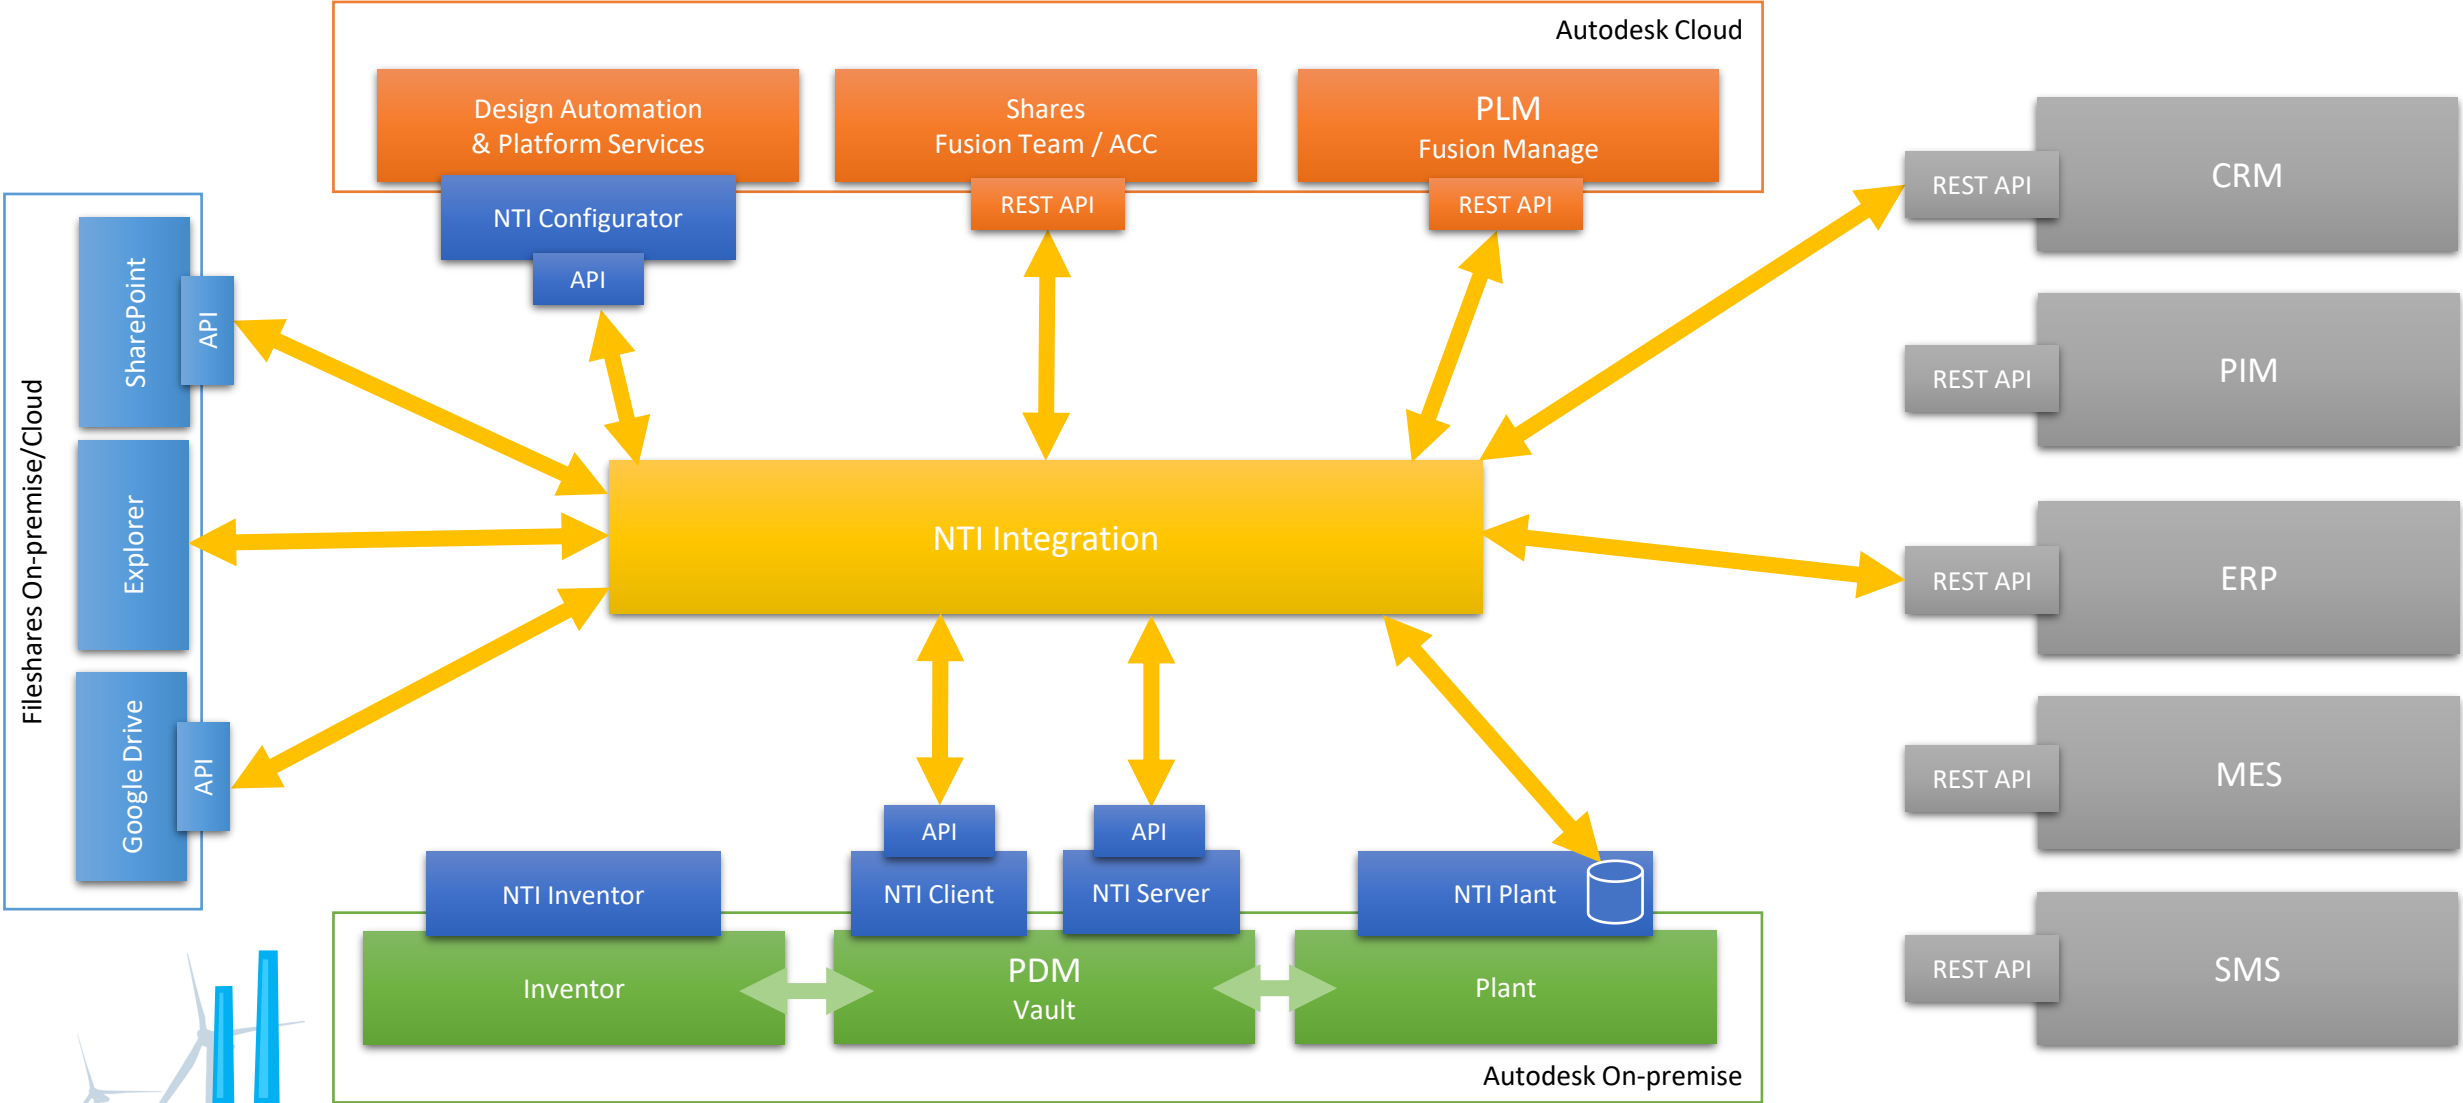 Autodesk Cloud
Design Automation
& Platform Services
Shares
Fusion Team / ACC
PLM
Fusion Manage
NTI Configurator
API
REST API
REST API
Fileshares On-premise/Cloud
SharePoint
API
Explorer
Google Drive
API
NTI Integration
REST API
CRM
REST API
PIM
REST API
ERP
REST API
MES
REST API
SMS
API
API
NTI Inventor
NTI Client
NTI Server
NTI Plant
Inventor
PDM
Vault
Plant
Autodesk On-premise